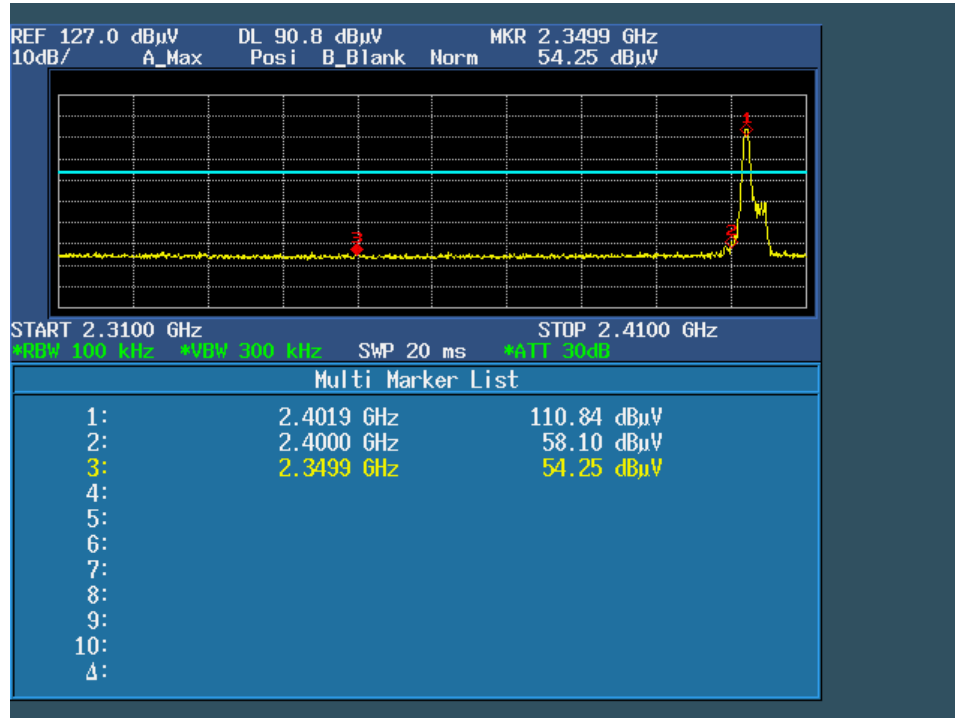 REF 127.0 dBµV DL 90.8 dBµV MKR 2.3499 GHz
10dB/ A_Max Posi B_Blank Norm 54.25 dBµV
1
2
3
START 2.3100 GHz STOP 2.4100 GHz
*RBW 100 kHz *VBW 300 kHz SWP 20 ms *ATT 30dB
Multi Marker List
1: 2.4019 GHz 110.84 dBµV
2: 2.4000 GHz 58.10 dBµV
3: 2.3499 GHz 54.25 dBµV
4:
5:
6:
7:
8:
9:
10:
Δ: